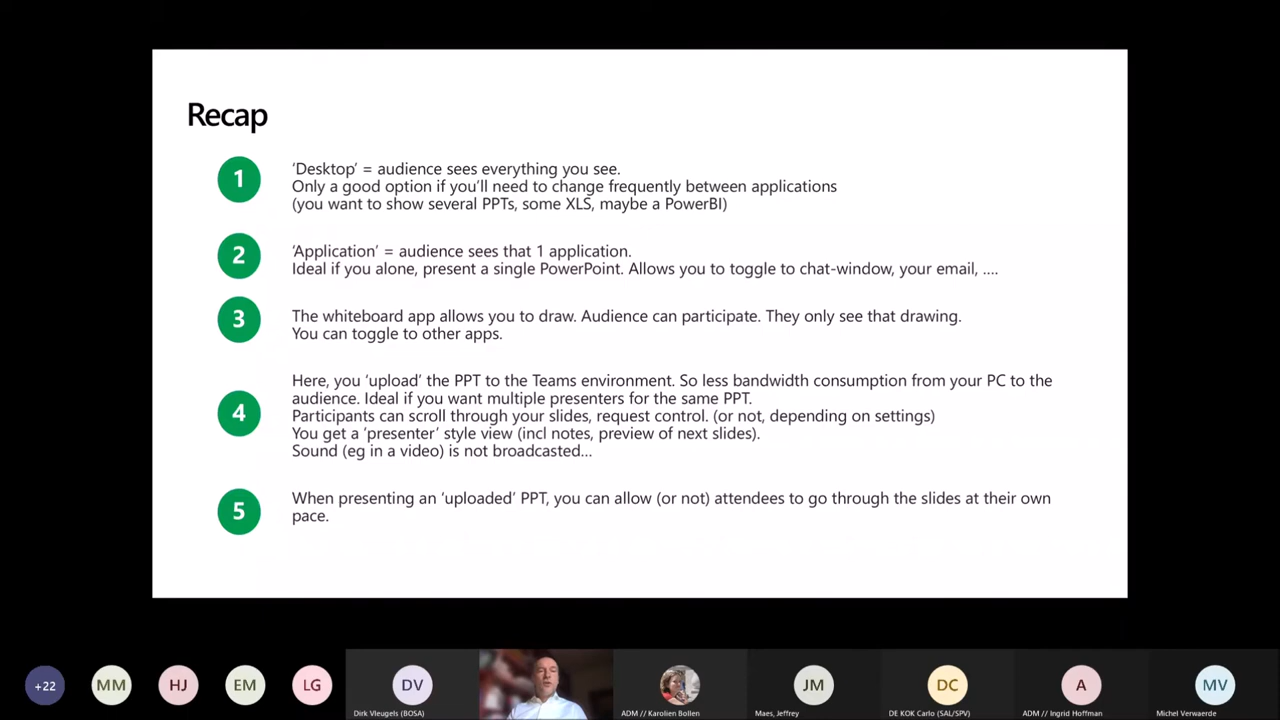 Recap
1
‘Desktop’ = audience sees everything you see.
Only a good option if you’ll need to change frequently between applications
(you want to show several PPTs, some XLS, maybe a PowerBI)
2
‘Application’ = audience sees that 1 application.
Ideal if you alone, present a single PowerPoint. Allows you to toggle to chat-window, your email, ....
3
The whiteboard app allows you to draw. Audience can participate. They only see that drawing.
You can toggle to other apps.
4
Here, you ‘upload’ the PPT to the Teams environment. So less bandwidth consumption from your PC to the
audience. Ideal if you want multiple presenters for the same PPT.
Participants can scroll through your slides, request control. (or not, depending on settings)
You get a ‘presenter’ style view (incl notes, preview of next slides).
Sound (eg in a video) is not broadcasted...
5
When presenting an ‘uploaded’ PPT, you can allow (or not) attendees to go through the slides at their own
pace.
+22 MM HJ EM LG DV JM DC A MV
Dirk Vleugels (BOSA) ADM // Karolien Bollen Maes, Jeffrey DE KOK Carlo (SAL/SPV) ADM // Ingrid Hoffman Michel Verwaerde